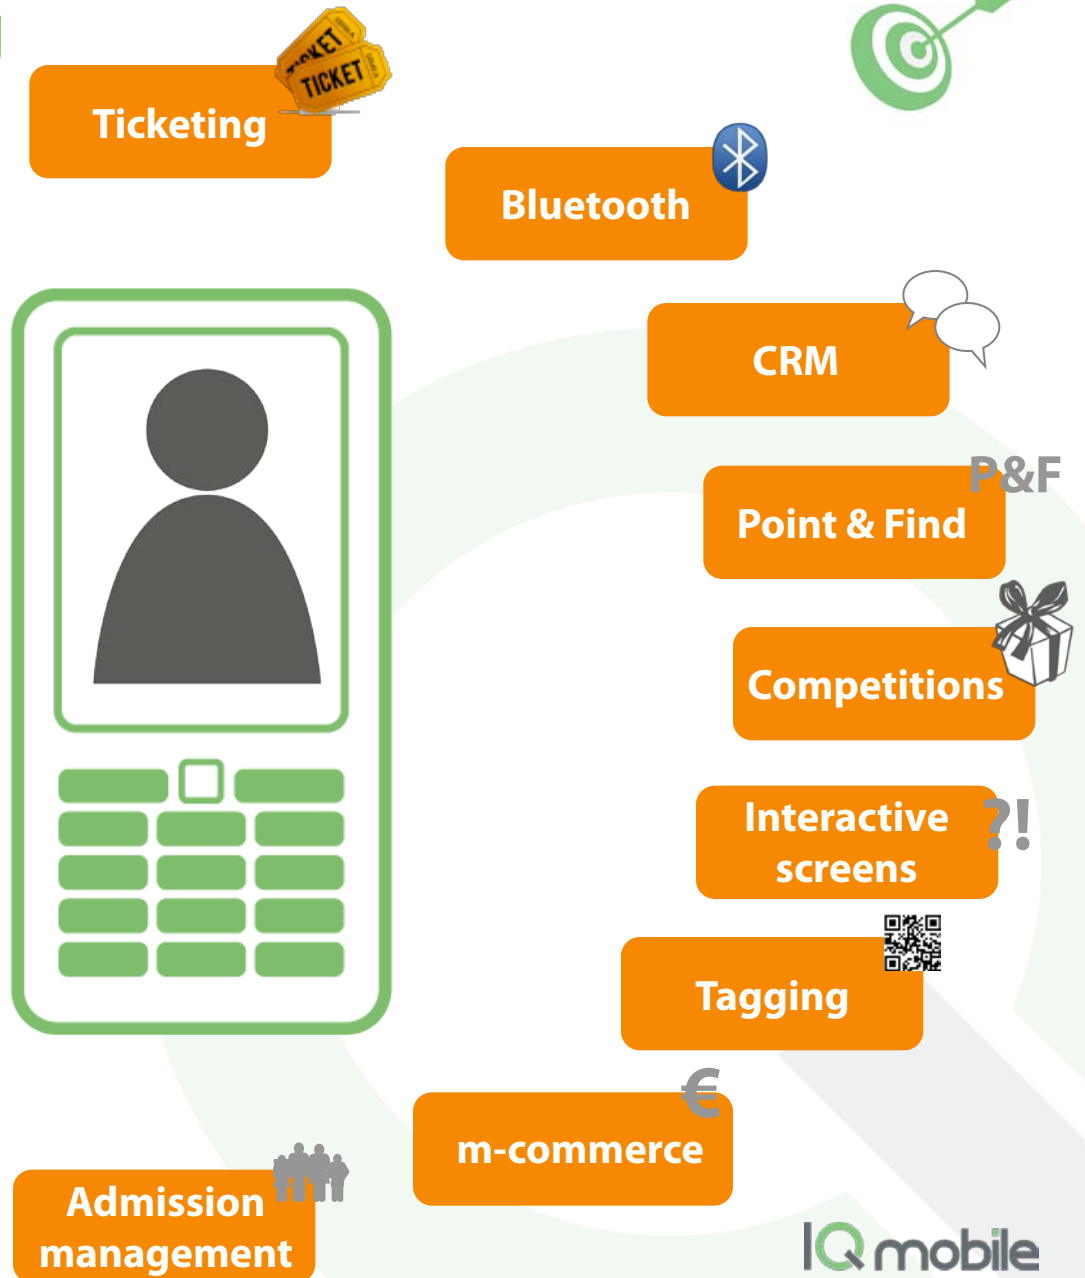 TICKET
TICKET
Ticketing
Bluetooth
CRM
P&F
Point & Find
Competitions
Interactive
screens
?!
Tagging
€
m-commerce
Admission
management
IQ mobile